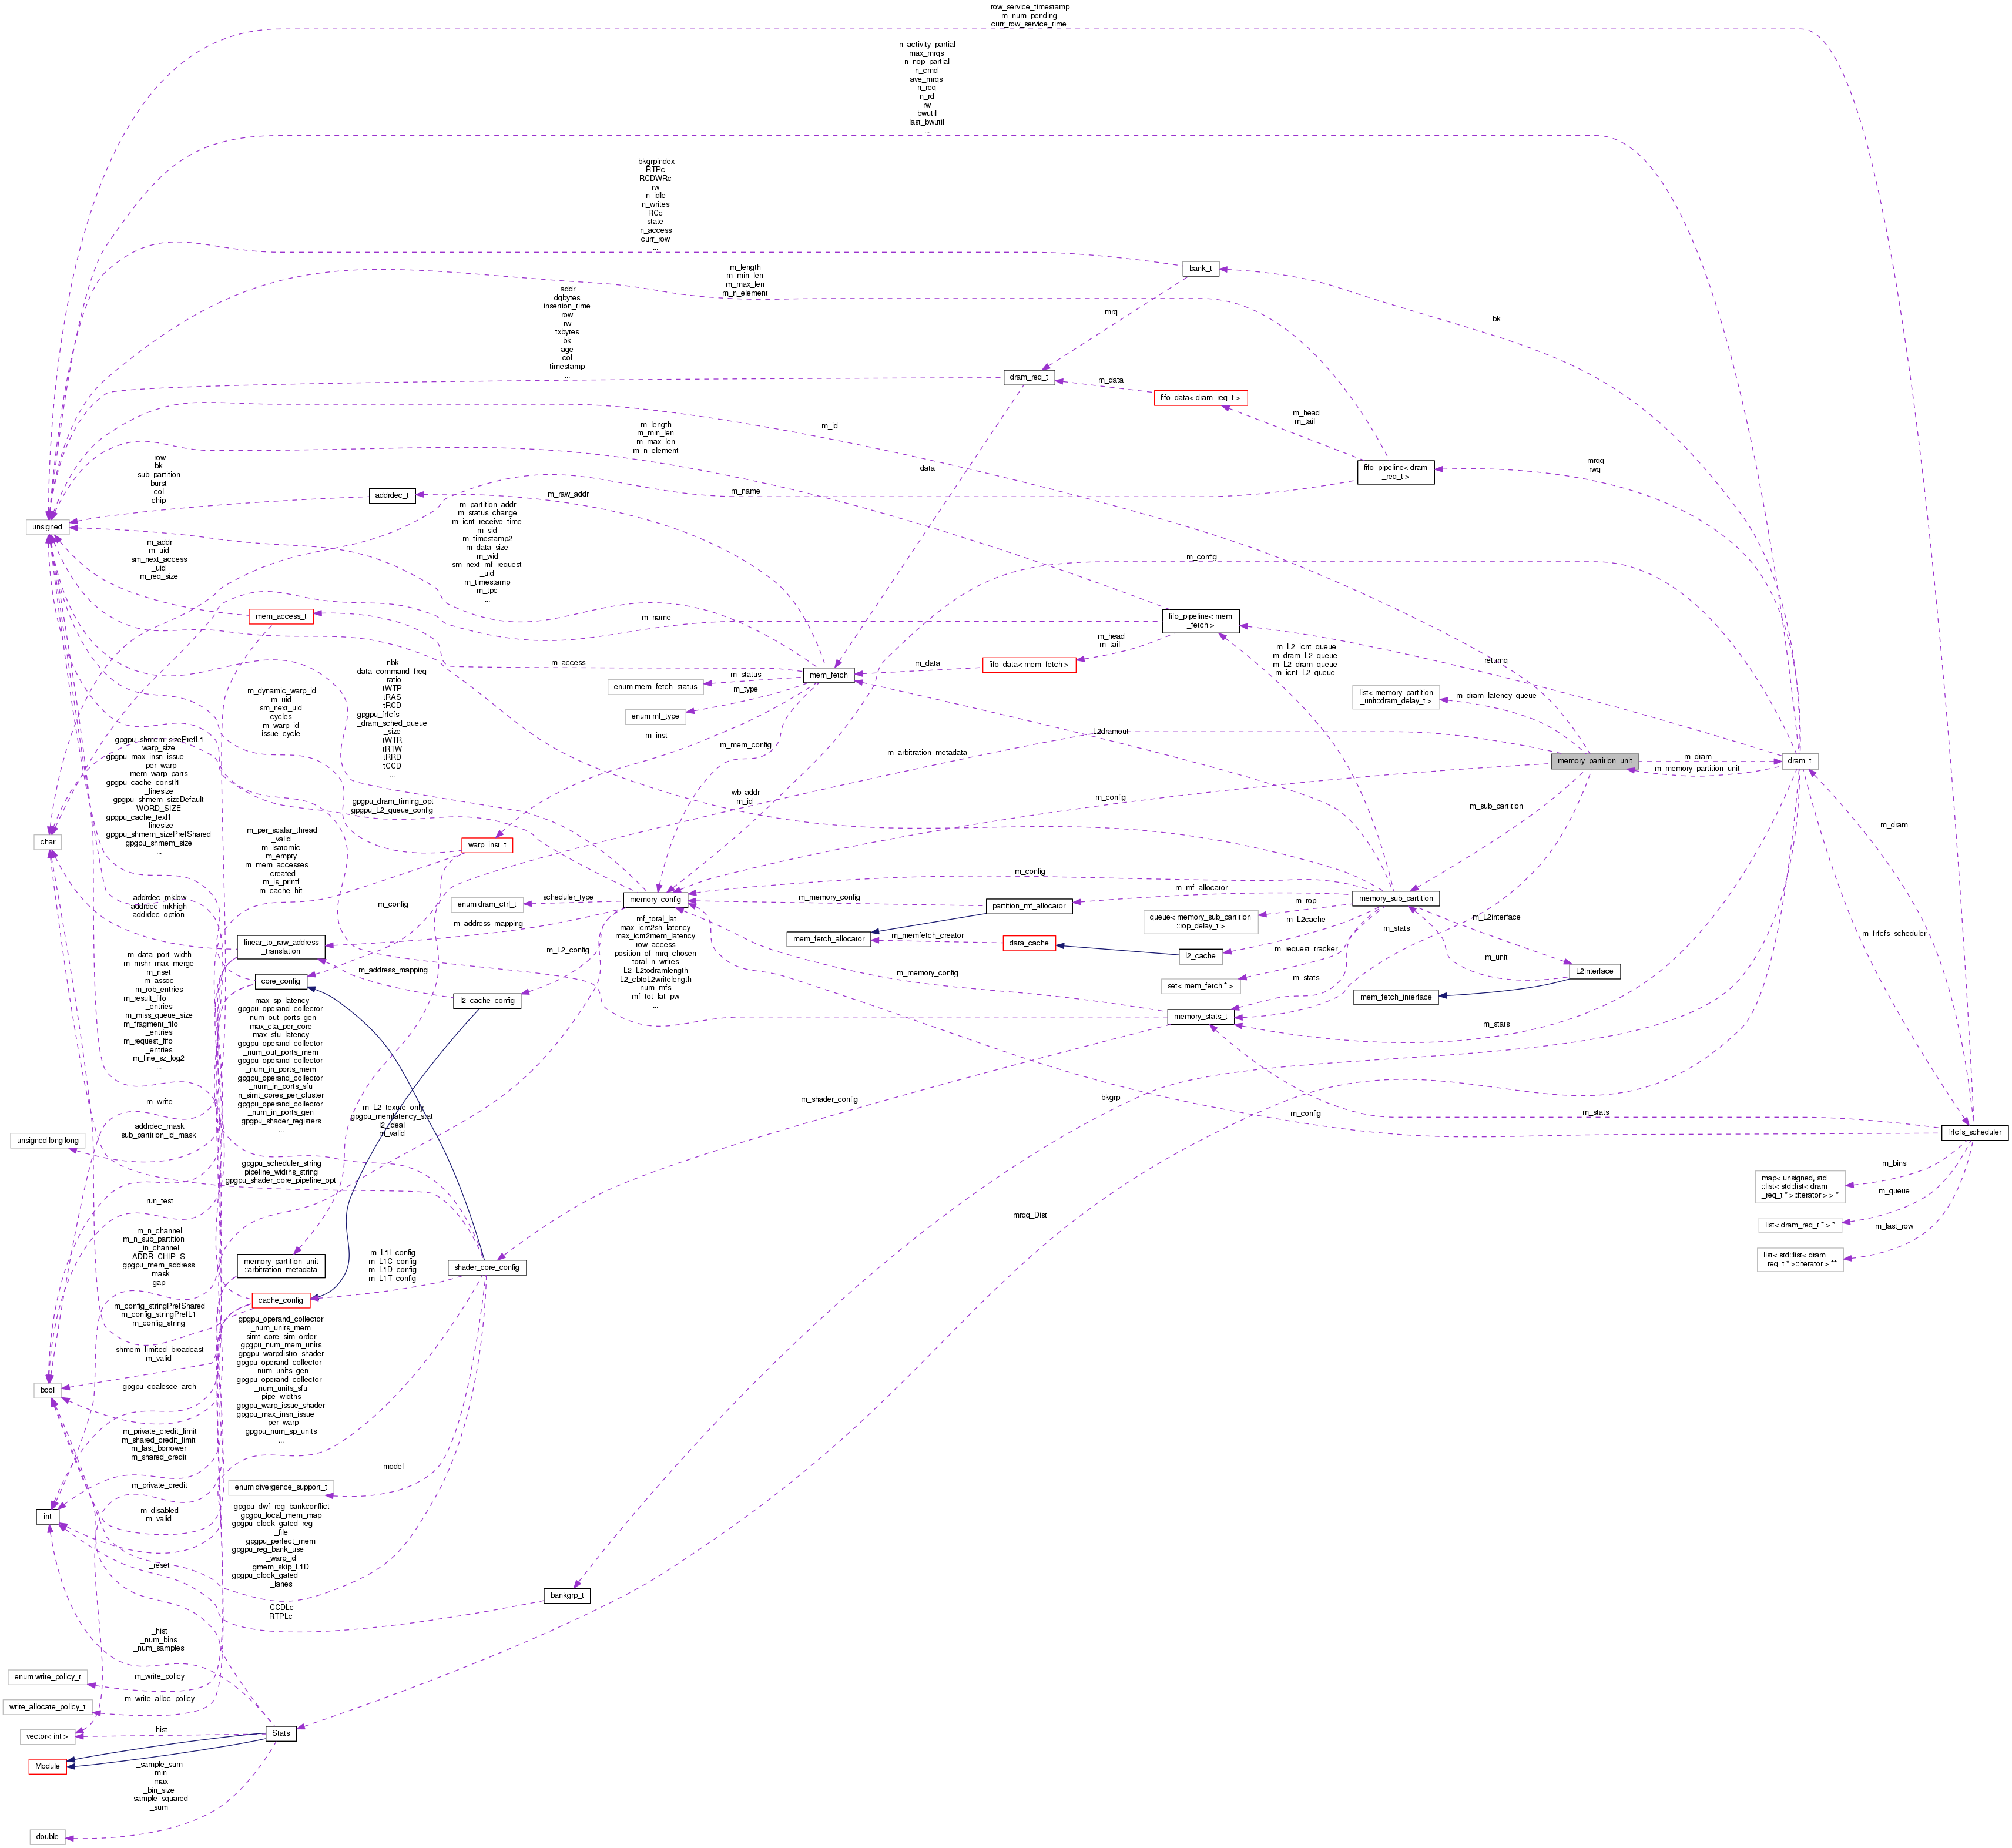 row_service_timestamp
m_num_pending
curr_row_service_time
n_activity_partial
max_mrqs
n_nop_partial
n_cmd
ave_mrqs
n_req
n_rd
rw
bwutil
last_bwutil
...
bkgrpindex
RTPc
RCDWRc
rw
n_idle
n_writes
RCc
state
n_access
curr_row
...
bank_t
m_length
m_min_len
m_max_len
m_n_element
addr
dqbytes
insertion_time
row
rw
txbytes
bk
age
col
timestamp
...
mrq
bk
dram_req_t
m_data
fifo_data< dram_req_t >
m_head
m_tail
m_length
m_min_len
m_max_len
m_n_element
m_id
data
mrqq
rwq
fifo_pipeline< dram
_req_t >
row
bk
sub_partition
burst
col
chip
addrdec_t
m_raw_addr
m_name
unsigned
m_partition_addr
m_status_change
m_icnt_receive_time
m_sid
m_timestamp2
m_data_size
m_wid
sm_next_mf_request
_uid
m_timestamp
m_tpc
...
m_addr
m_uid
sm_next_access
_uid
m_req_size
m_config
mem_access_t
m_name
fifo_pipeline< mem
_fetch >
m_head
m_tail
m_access
m_data
fifo_data< mem_fetch >
m_L2_icnt_queue
m_dram_L2_queue
m_L2_dram_queue
m_icnt_L2_queue
returnq
mem_fetch
m_status
enum mem_fetch_status
m_type
enum mf_type
nbk
data_command_freq
_ratio
tWTP
tRAS
tRCD
gpgpu_frfcfs
_dram_sched_queue
_size
tWTR
tRTW
tRRD
tCCD
...
m_dynamic_warp_id
m_uid
sm_next_uid
cycles
m_warp_id
issue_cycle
list< memory_partition
_unit::dram_delay_t >
m_dram_latency_queue
m_inst
m_mem_config
m_arbitration_metadata
L2dramout
memory_partition_unit
m_dram
m_memory_partition_unit
dram_t
gpgpu_shmem_sizePrefL1
warp_size
gpgpu_max_insn_issue
_per_warp
mem_warp_parts
gpgpu_cache_constl1
_linesize
gpgpu_shmem_sizeDefault
WORD_SIZE
gpgpu_cache_texl1
_linesize
gpgpu_shmem_sizePrefShared
gpgpu_shmem_size
...
gpgpu_dram_timing_opt
gpgpu_L2_queue_config
wb_addr
m_id
m_config
m_sub_partition
m_dram
char
warp_inst_t
m_per_scalar_thread
_valid
m_isatomic
m_empty
m_mem_accesses
_created
m_is_printf
m_cache_hit
m_config
addrdec_mklow
addrdec_mkhigh
addrdec_option
m_config
scheduler_type
enum dram_ctrl_t
memory_config
m_memory_config
partition_mf_allocator
m_mf_allocator
memory_sub_partition
m_rop
queue< memory_sub_partition
::rop_delay_t >
m_L2cache
m_L2interface
m_address_mapping
mf_total_lat
max_icnt2sh_latency
max_icnt2mem_latency
row_access
position_of_mrq_chosen
total_n_writes
L2_L2todramlength
L2_cbtoL2writelength
num_mfs
mf_tot_lat_pw
...
mem_fetch_allocator
m_memfetch_creator
data_cache
l2_cache
m_stats
m_frfcfs_scheduler
linear_to_raw_address
_translation
m_L2_config
m_request_tracker
m_unit
L2interface
m_address_mapping
m_memory_config
m_stats
set< mem_fetch * >
mem_fetch_interface
core_config
l2_cache_config
m_data_port_width
m_mshr_max_merge
m_nset
m_assoc
m_rob_entries
m_result_fifo
_entries
m_miss_queue_size
m_fragment_fifo
_entries
m_request_fifo
_entries
m_line_sz_log2
...
memory_stats_t
m_stats
max_sp_latency
gpgpu_operand_collector
_num_out_ports_gen
max_cta_per_core
max_sfu_latency
gpgpu_operand_collector
_num_out_ports_mem
gpgpu_operand_collector
_num_in_ports_mem
gpgpu_operand_collector
_num_in_ports_sfu
n_simt_cores_per_cluster
gpgpu_operand_collector
_num_in_ports_gen
gpgpu_shader_registers
...
m_write
m_shader_config
bkgrp
m_config
m_stats
m_L2_texure_only
gpgpu_memlatency_stat
l2_ideal
m_valid
addrdec_mask
sub_partition_id_mask
unsigned long long
frfcfs_scheduler
gpgpu_scheduler_string
pipeline_widths_string
gpgpu_shader_core_pipeline_opt
m_bins
map< unsigned, std
::list< std::list< dram
_req_t * >::iterator > > *
m_queue
list< dram_req_t * > *
run_test
mrqq_Dist
m_last_row
list< std::list< dram
_req_t * >::iterator > **
m_n_channel
m_n_sub_partition
_in_channel
ADDR_CHIP_S
gpgpu_mem_address
_mask
gap
memory_partition_unit
::arbitration_metadata
m_L1I_config
m_L1C_config
m_L1D_config
m_L1T_config
shader_core_config
cache_config
m_config_stringPrefShared
m_config_stringPrefL1
m_config_string
gpgpu_operand_collector
_num_units_mem
simt_core_sim_order
gpgpu_num_mem_units
gpgpu_warpdistro_shader
gpgpu_operand_collector
_num_units_gen
gpgpu_operand_collector
_num_units_sfu
pipe_widths
gpgpu_warp_issue_shader
gpgpu_max_insn_issue
_per_warp
gpgpu_num_sp_units
...
shmem_limited_broadcast
m_valid
bool
gpgpu_coalesce_arch
m_private_credit_limit
m_shared_credit_limit
m_last_borrower
m_shared_credit
model
m_private_credit
enum divergence_support_t
m_disabled
m_valid
int
gpgpu_dwf_reg_bankconflict
gpgpu_local_mem_map
gpgpu_clock_gated_reg
_file
gpgpu_perfect_mem
gpgpu_reg_bank_use
_warp_id
gmem_skip_L1D
gpgpu_clock_gated
_lanes
_reset
bankgrp_t
CCDLc
RTPLc
_hist
_num_bins
_num_samples
enum write_policy_t
m_write_policy
write_allocate_policy_t
m_write_alloc_policy
vector< int >
_hist
Stats
Module
_sample_sum
_min
_max
_bin_size
_sample_squared
_sum
double